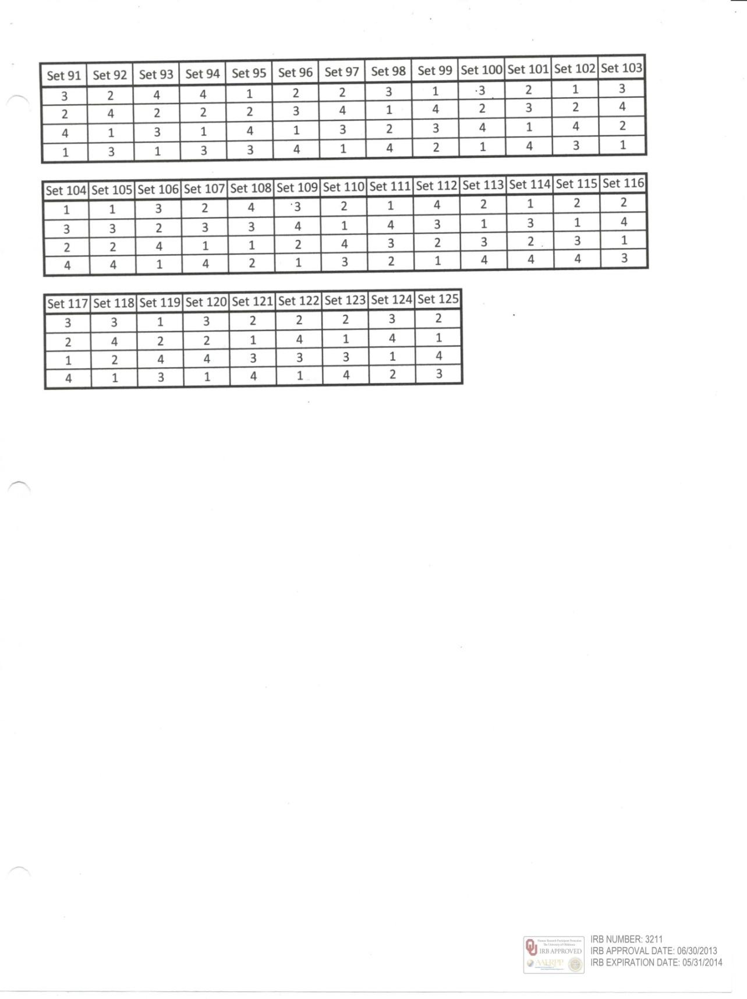 Set 91 Set 92 Set 93 Set 94 Set 95 Set 96 Set 97 Set 98 Set 99 Set 100 Set 101 Set 102 Set 103
3 2 4 4 1 2 2 3 1 3 2 1 3
2 4 2 2 2 3 4 1 4 2 3 2 4
4 1 3 1 4 1 3 2 3 4 1 4 2
1 3 1 3 3 4 1 4 2 1 4 3 1
Set 104 Set 105 Set 106 Set 107 Set 108 Set 109 Set 110 Set 111 Set 112 Set 113 Set 114 Set 115 Set 116
1 1 3 2 4 3 2 1 4 2 1 2 2
3 3 2 3 3 4 1 4 3 1 3 1 4
2 2 4 1 1 2 4 3 2 3 2 3 1
4 4 1 4 2 1 3 2 1 4 4 4 3
Set 117 Set 118 Set 119 Set 120 Set 121 Set 122 Set 123 Set 124 Set 125
3 3 1 3 2 2 2 3 2
2 4 2 2 1 4 1 4 1
1 2 4 4 3 3 3 1 4
4 1 3 1 4 1 4 2 3
The University of Oklahoma
IRB APPROVED
AAHRPP
IRB NUMBER: 3211
IRB APPROVAL DATE: 06/30/2013
IRB EXPIRATION DATE: 05/31/2014